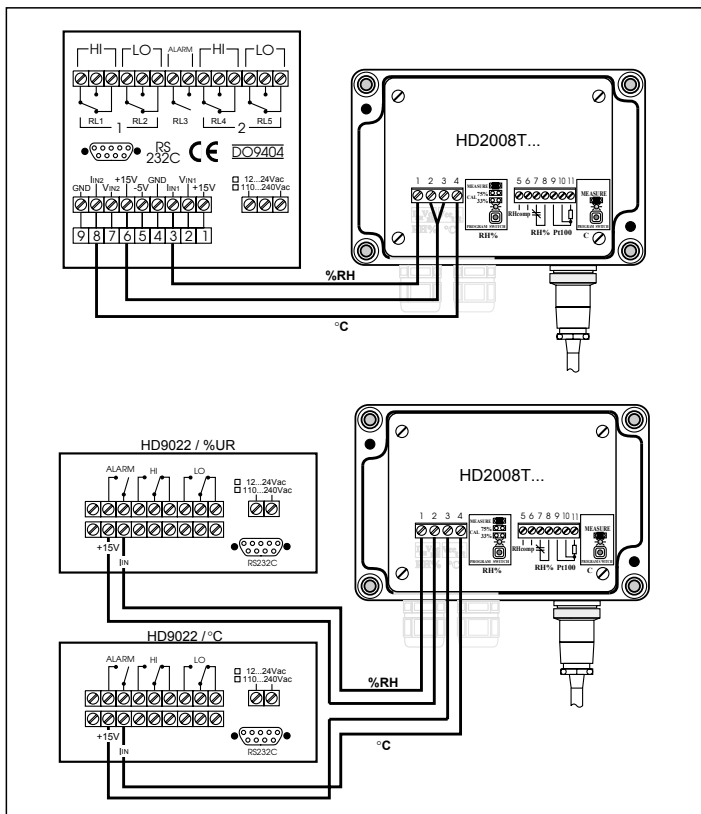 HI LO ALARM HI LO
RL1 RL2 RL3 RL4 RL5
1 2
RS
232C CE DO9404
IIN2 +15V GND VIN1
GND VIN2 -5V IIN1 +15V
12...24Vac
110...240Vac
9 8 7 6 5 4 3 2 1
%RH
°C
HD2008T...
1 2 3 4
MEASURE
75%
CAL
33%
PROGRAM SWITCH
RH%
5 6 7 8 9 10 11
RHcomp
RH% Pt100
MEASURE
PROGRAM SWITCH
C
RH% °C
HD9022 / %UR
ALARM HI LO
12...24Vac
110...240Vac
+15V
IIN
RS232C
HD9022 / °C
ALARM HI LO
12...24Vac
110...240Vac
+15V
IIN
RS232C
%RH
°C
HD2008T...
1 2 3 4
MEASURE
75%
CAL
33%
PROGRAM SWITCH
RH%
5 6 7 8 9 10 11
RHcomp
RH% Pt100
MEASURE
PROGRAM SWITCH
C
RH% °C